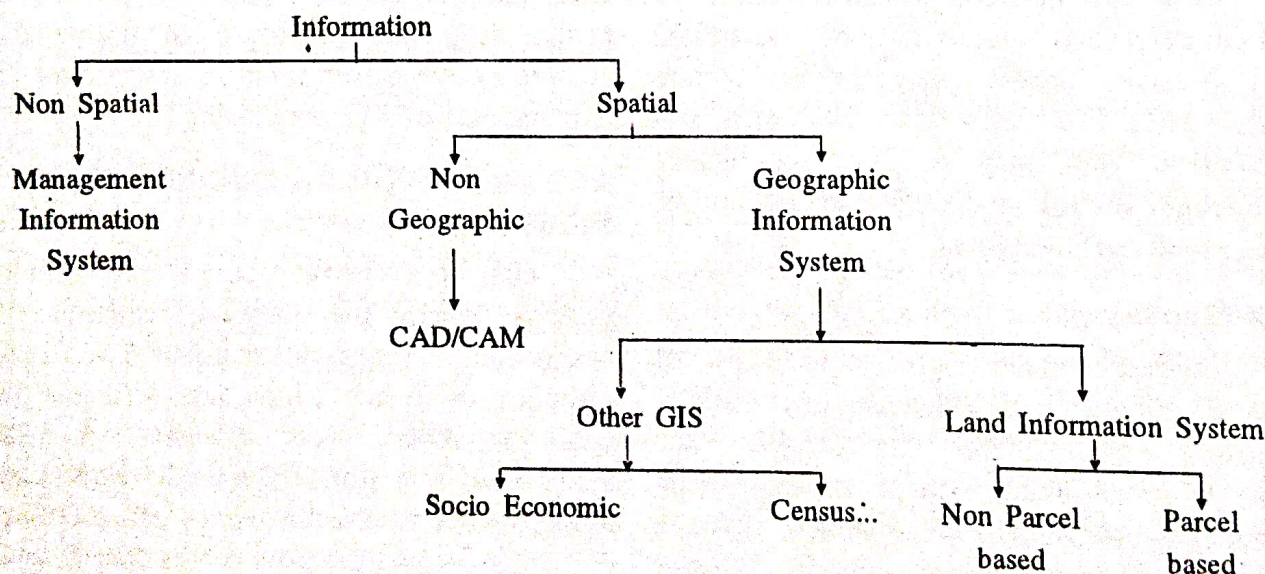 Information
Non Spatial
Spatial
Management
Information
System
Non
Geographic
Geographic
Information
System
CAD/CAM
Other GIS
Land Information System
Socio Economic
Census...
Non Parcel
based
Parcel
based